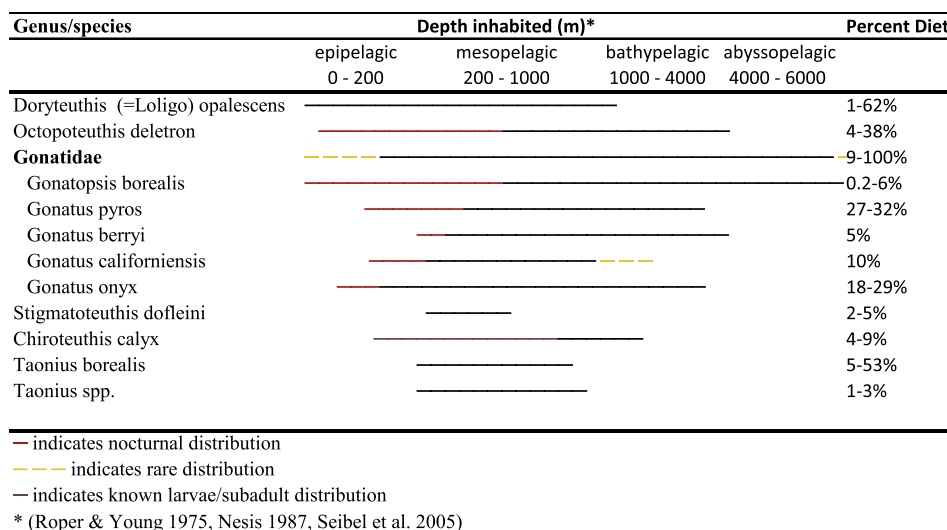 Genus/species Depth inhabited (m)* Percent Diet
epipelagic mesopelagic bathypelagic abyssopelagic
0 - 200 200 - 1000 1000 - 4000 4000 - 6000
Doryteuthis (=Loligo) opalescens 1-62%
Octopoteuthis deletron 4-38%
Gonatidae 9-100%
Gonatopsis borealis 0.2-6%
Gonatus pyros 27-32%
Gonatus berryi 5%
Gonatus californiensis 10%
Gonatus onyx 18-29%
Stigmatoteuthis dofleini 2-5%
Chiroteuthis calyx 4-9%
Taonius borealis 5-53%
Taonius spp. 1-3%
indicates nocturnal distribution
indicates rare distribution
indicates known larvae/subadult distribution
* (Roper & Young 1975, Nesis 1987, Seibel et al. 2005)